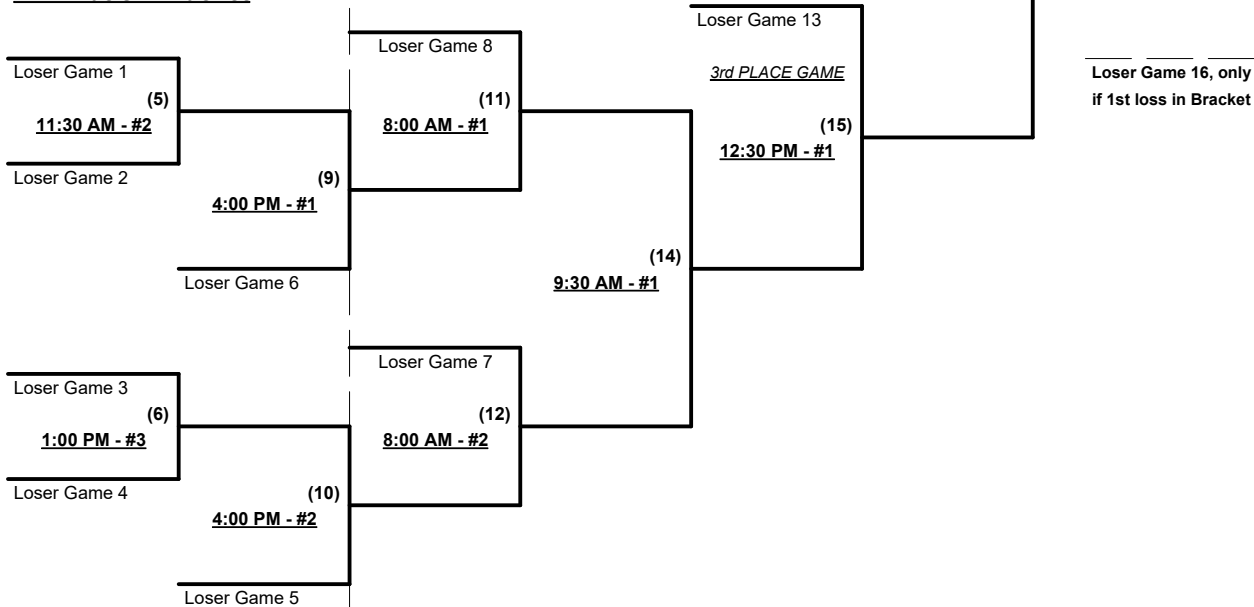 Loser Game 13
Loser Game 8
Loser Game 1
3rd PLACE GAME
Loser Game 16, only
if 1st loss in Bracket
(5)
11:30 AM - #2
(11)
8:00 AM - #1
(15)
12:30 PM - #1
Loser Game 2
(9)
4:00 PM - #1
(14)
9:30 AM - #1
Loser Game 6
Loser Game 7
Loser Game 3
(6)
1:00 PM - #3
(12)
8:00 AM - #2
Loser Game 4
(10)
4:00 PM - #2
Loser Game 5